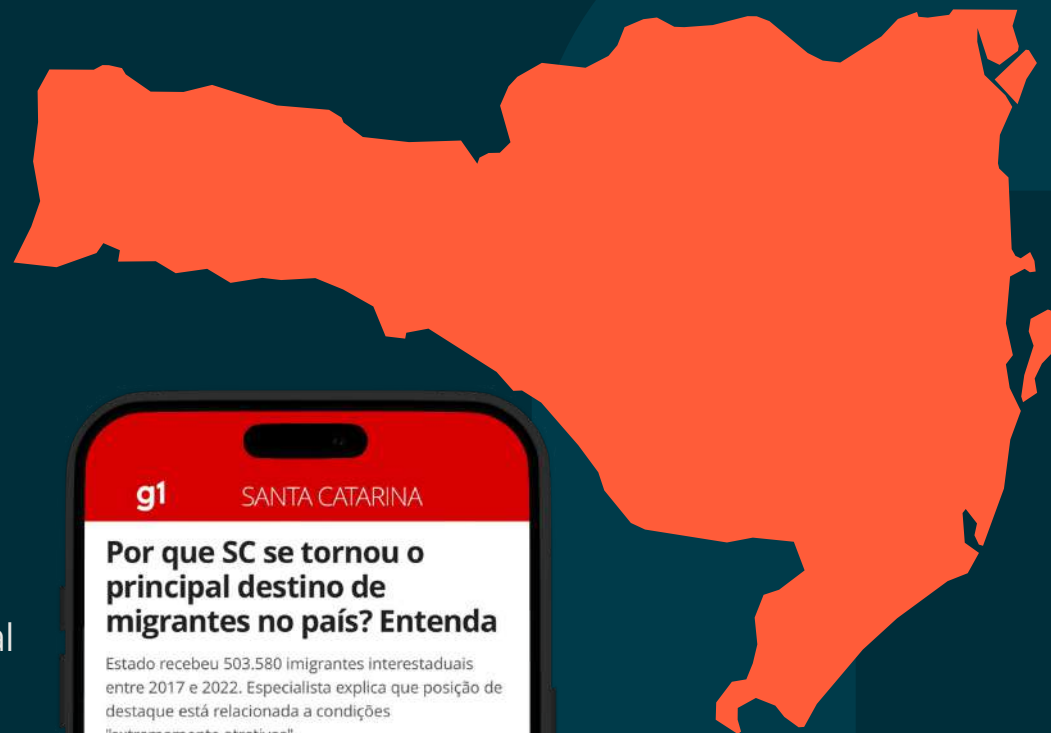 g1 SANTA CATARINA
Por que SC se tornou o
principal destino de
migrantes no país? Entenda
Estado recebeu 503.580 imigrantes interestaduais
entre 2017 e 2022. Especialista explica que posição de
destaque está relacionada a condições